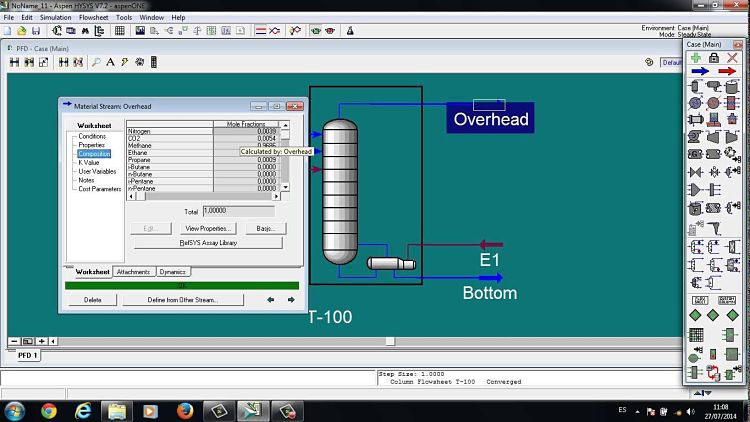 NoName_11 - Aspen HYSYS V7.2 - aspenONE
File Edit Simulation Flowsheet Tools Window Help
Environment: Case (Main)
Mode: Steady State
PFD - Case (Main)
Case (Main)
Default
Material Stream: Overhead
Worksheet
Conditions
Properties
Composition
K Value
User Variables
Notes
Cost Parameters
Mole Fractions
Nitrogen 0,0039
CO2 0,0054
Methane 0,9686
Ethane
Calculated by: Overhead
Propane 0,0009
i-Butane 0,0000
n-Butane 0,0000
i-Pentane 0,0000
n-Pentane 0,0000
Total 1,00000
Edit... View Properties... Basis...
RefSYS Assay Library
Worksheet Attachments Dynamics
OK
Delete Define from Other Stream...
Overhead
E1
Bottom
T-100
PFD 1
Step Size: 1.0000
Column Flowsheet T-100 Converged
ES
11:08
27/07/2014